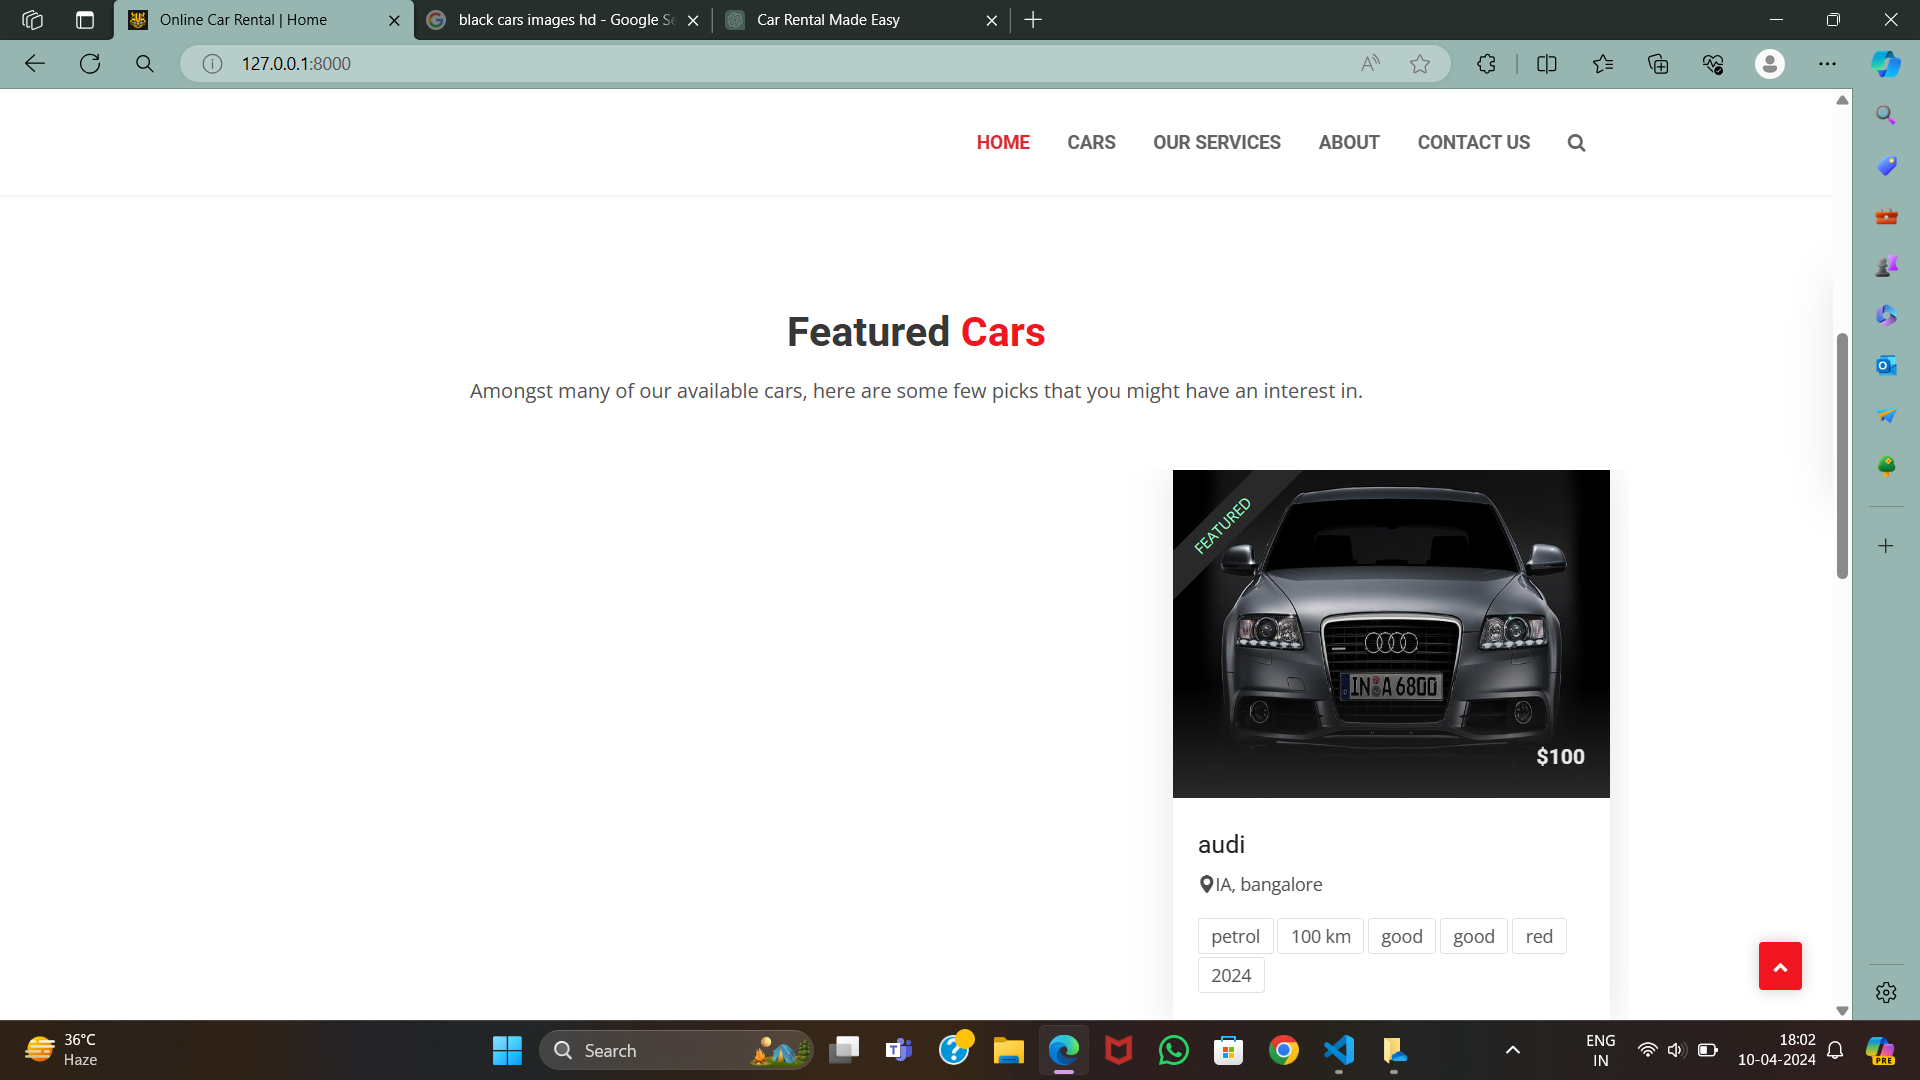 Online Car Rental | Home
black cars images hd - Google Se
Car Rental Made Easy
127.0.0.1:8000
HOME CARS OUR SERVICES ABOUT CONTACT US
Featured Cars
Amongst many of our available cars, here are some few picks that you might have an interest in.
FEATURED
IN A 6800
$100
audi
IA, bangalore
petrol 100 km good good red
2024
36°C
Haze
Search
PRE
ENG
IN
18:02
10-04-2024